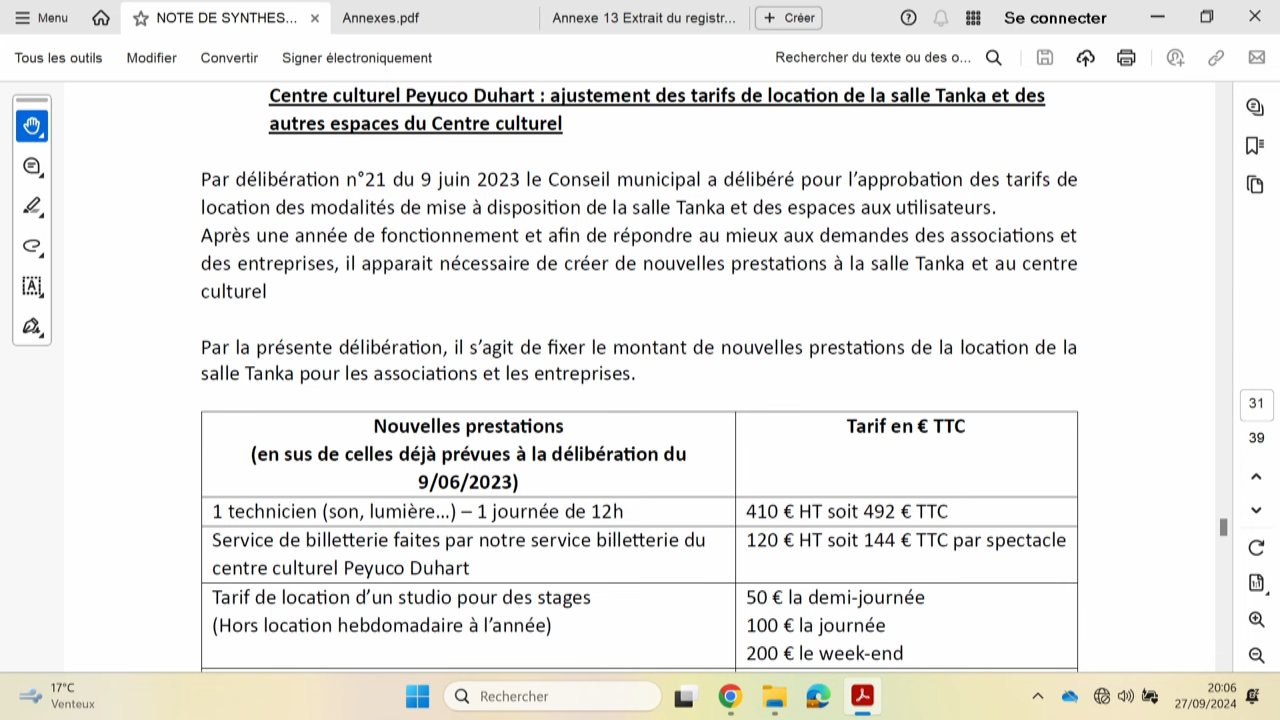 Menu
NOTE DE SYNTHES...
Annexes.pdf
Annexe 13 Extrait du registr...
Créer
Se connecter
Tous les outils
Modifier
Convertir
Signer électroniquement
Rechercher du texte ou des o...
Centre culturel Peyuco Duhart : ajustement des tarifs de location de la salle Tanka et des
autres espaces du Centre culturel
Par délibération n°21 du 9 juin 2023 le Conseil municipal a délibéré pour l’approbation des tarifs de
location des modalités de mise à disposition de la salle Tanka et des espaces aux utilisateurs.
Après une année de fonctionnement et afin de répondre au mieux aux demandes des associations et
des entreprises, il apparait nécessaire de créer de nouvelles prestations à la salle Tanka et au centre
culturel
Par la présente délibération, il s’agit de fixer le montant de nouvelles prestations de la location de la
salle Tanka pour les associations et les entreprises.
Nouvelles prestations
(en sus de celles déjà prévues à la délibération du
9/06/2023)
Tarif en € TTC
1 technicien (son, lumière…) – 1 journée de 12h
410 € HT soit 492 € TTC
Service de billetterie faites par notre service billetterie du
centre culturel Peyuco Duhart
120 € HT soit 144 € TTC par spectacle
Tarif de location d’un studio pour des stages
(Hors location hebdomadaire à l’année)
50 € la demi-journée
100 € la journée
200 € le week-end
31
39
1:1
17°C
Venteux
Rechercher
20:06
27/09/2024